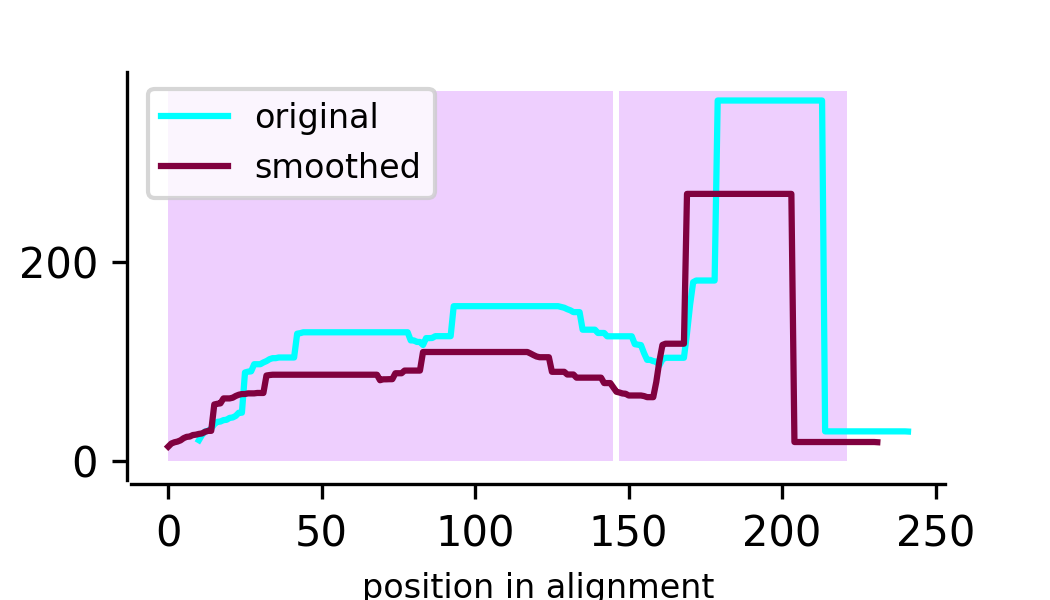 original
smoothed
200
0
0 50 100 150 200 250
position in alignment